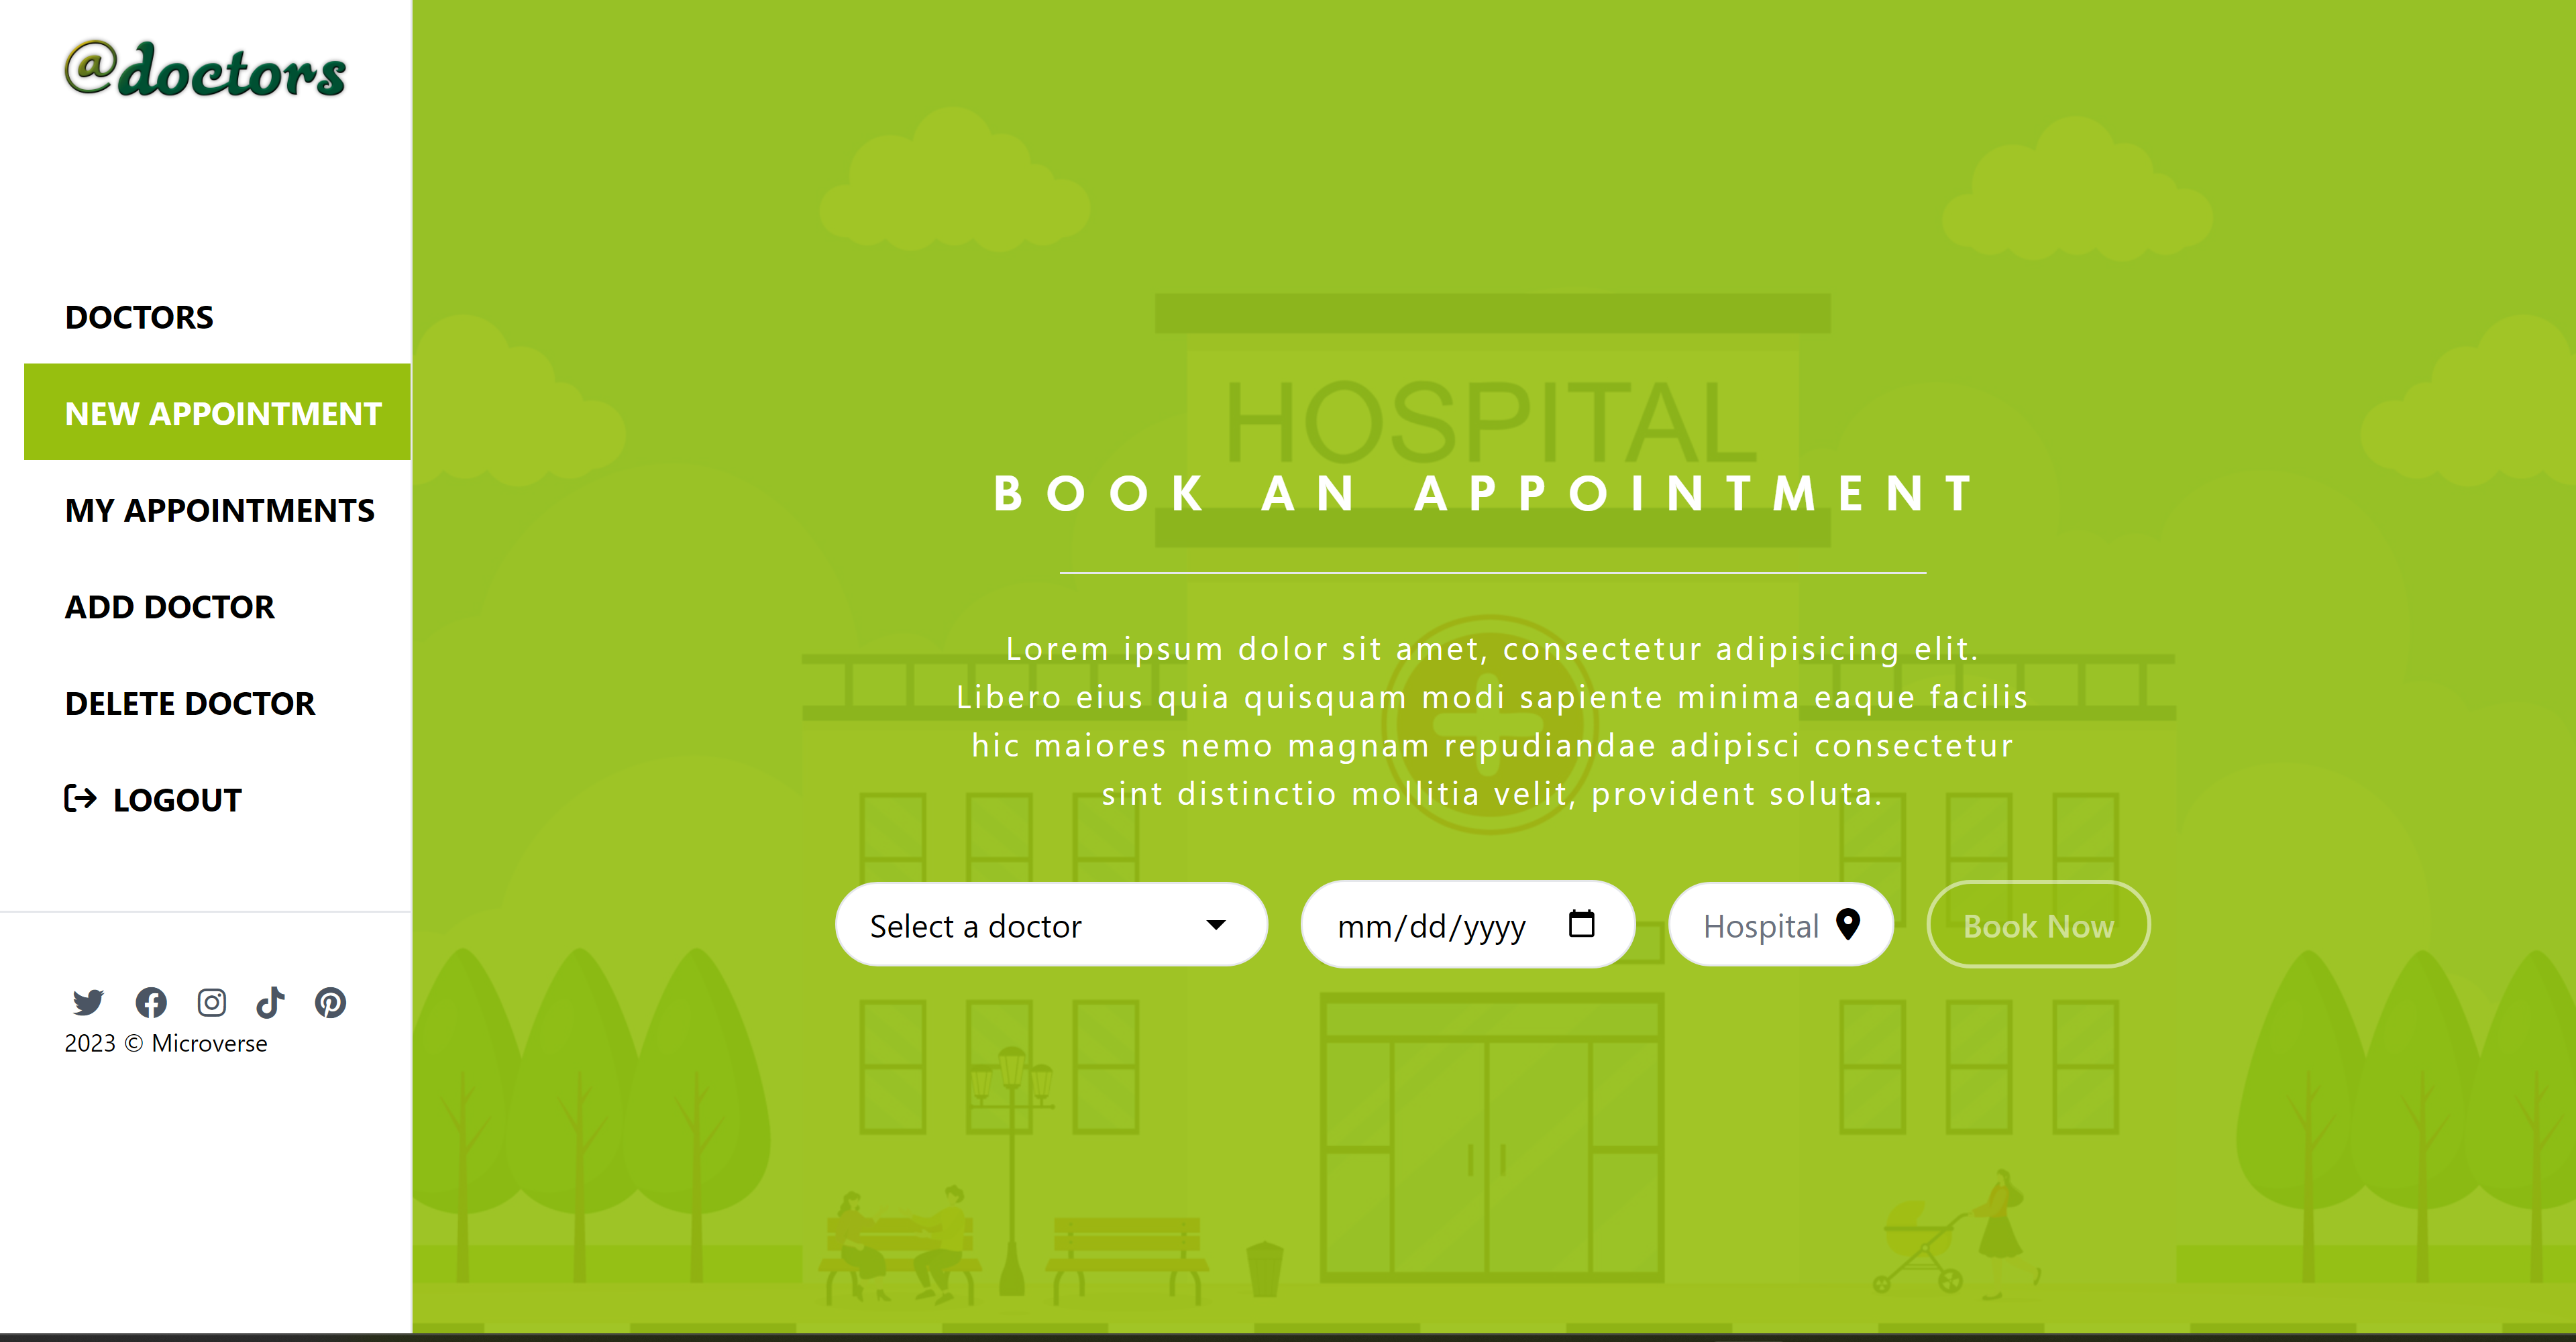 @doctors
DOCTORS
NEW APPOINTMENT
MY APPOINTMENTS
ADD DOCTOR
DELETE DOCTOR
LOGOUT
2023 © Microverse
HOSPITAL
BOOK AN APPOINTMENT
Lorem ipsum dolor sit amet, consectetur adipisicing elit.
Libero eius quia quisquam modi sapiente minima eaque facilis
hic maiores nemo magnam repudiandae adipisci consectetur
sint distinctio mollitia velit, provident soluta.
Select a doctor
mm/dd/yyyy
Hospital
Book Now